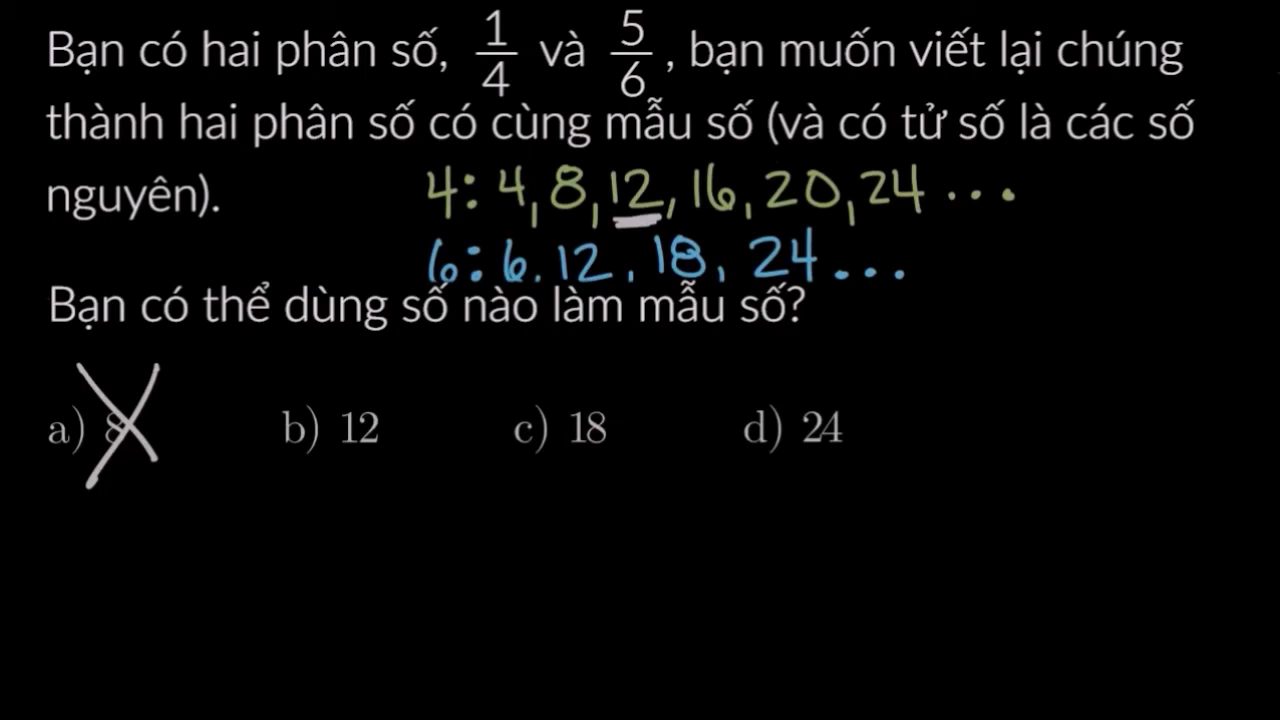 Bạn có hai phân số, 1/4 và 5/6, bạn muốn viết lại chúng
thành hai phân số có cùng mẫu số (và có tử số là các số
nguyên).
4: 4, 8, 12, 16, 20, 24 ...
6: 6. 12, 18, 24 ...
Bạn có thể dùng số nào làm mẫu số?
a) 8 b) 12 c) 18 d) 24